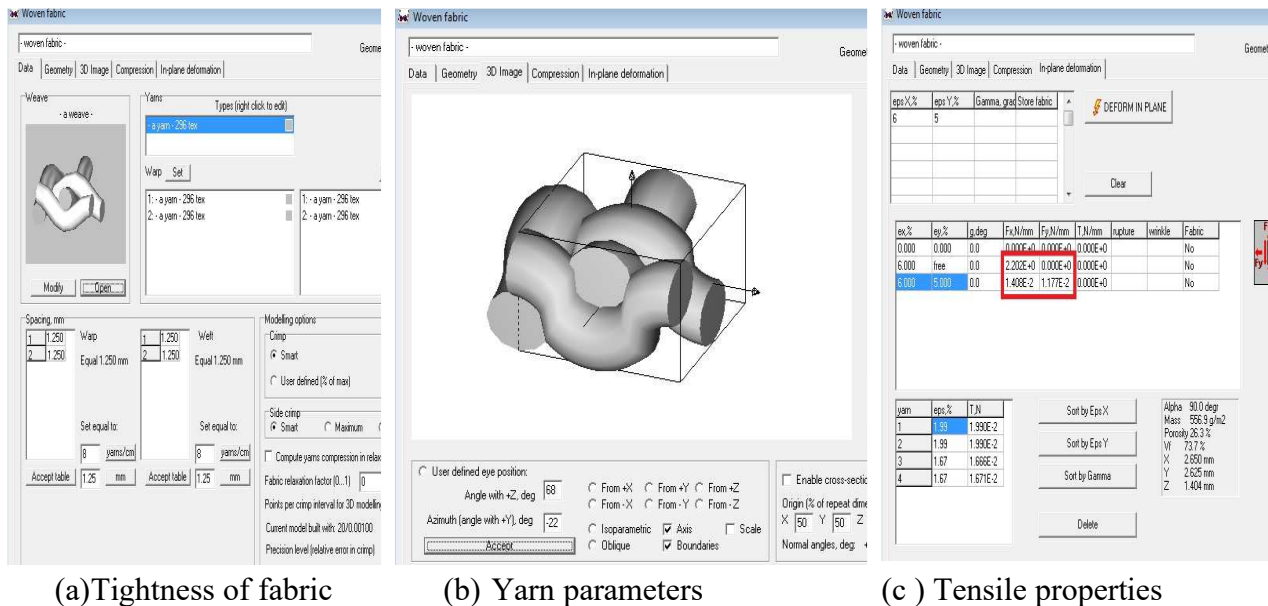 Woven fabric
- woven fabric -
Geome
Data Geometry 3D Image Compression In-plane deformation
Weave
- a weave -
Modify Open
Yarns
Types (right click to edit)
- a yarn - 296 tex
Warp Set
1: - a yarn - 296 tex
2: - a yarn - 296 tex
1: - a yarn - 296 tex
2: - a yarn - 296 tex
Spacing, mm
1 1.250 Warp
2 1.250 Equal 1.250 mm
Set equal to:
8 yarns/cm
Accept table 1.25 mm
1 1.250 Weft
2 1.250 Equal 1.250 mm
Set equal to:
8 yarns/cm
Accept table 1.25 mm
Modelling options
Crimp
Smart
User defined (% of max)
Side crimp
Smart Maximum
Compute yarns compression in relax
Fabric relaxation factor (0...1) 0
Points per crimp interval for 3D modelling
Current model built with: 20/0.00100
Precision level (relative error in crimp)
(a)Tightness of fabric
Woven fabric
- woven fabric -
Geome
Data Geometry 3D Image Compression In-plane deformation
User defined eye position:
Angle with +Z, deg 68
Azimuth (angle with +Y), deg -22
Accept
From +X From +Y From +Z
From -X From -Y From -Z
Isoparametric Axis Scale
Oblique Boundaries
Enable cross-sectio
Origin (% of repeat dime
X 50 Y 50 Z
Normal angles, deg:
(b) Yarn parameters
Woven fabric
- woven fabric -
Geomet
Data Geometry 3D Image Compression In-plane deformation
eps X,% eps Y,% Gamma, grad Store fabric
6 5
DEFORM IN PLANE
Clear
ex,% ey,% g,deg Fx,N/mm Fy,N/mm T,N/mm rupture wrinkle Fabric
0.000 0.000 0.0 0.000E+0 0.000E+0 0.000E+0 No
6.000 free 0.0 2.202E+0 0.000E+0 0.000E+0 No
6.000 5.000 0.0 1.408E-2 1.177E-2 0.000E+0 No
F
Fy
yarn eps,% T,N
1 1.99 1.990E-2
2 1.99 1.990E-2
3 1.67 1.666E-2
4 1.67 1.671E-2
Sort by Eps X
Sort by Eps Y
Sort by Gamma
Delete
Alpha 90.0 degr
Mass 556.9 g/m2
Porosity 26.3 %
Vf 73.7 %
X 2.650 mm
Y 2.625 mm
Z 1.404 mm
(c ) Tensile properties